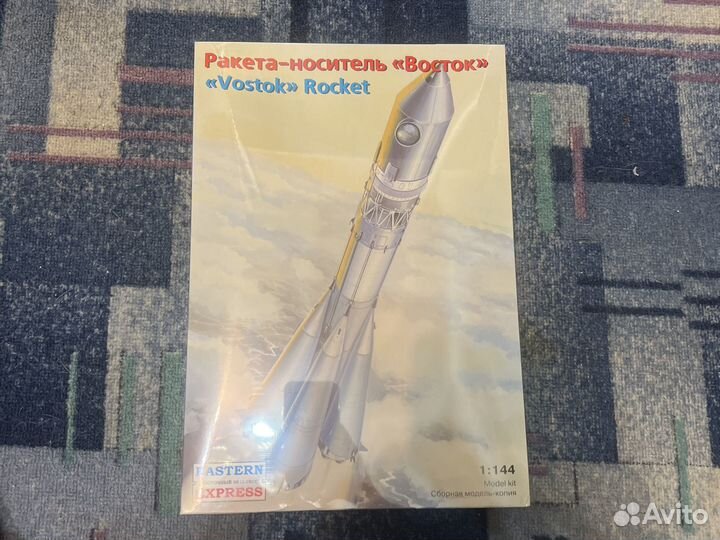 Ракета-носитель «Восток»
«Vostok» Rocket
EASTERN
EXPRESS
1:144
Model kit
Сборная модель-копия
Avito